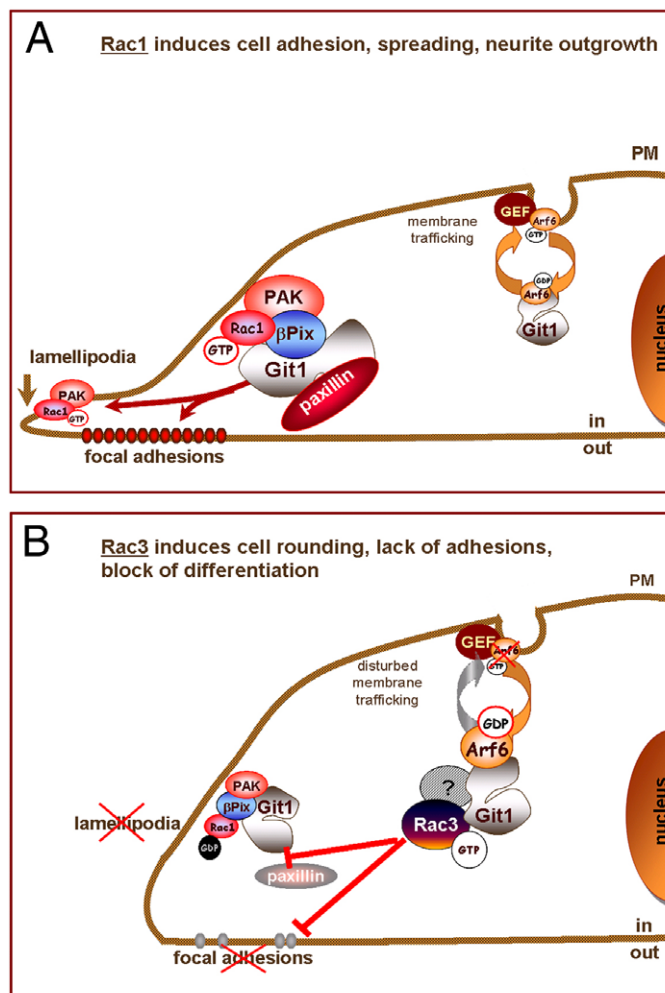 A
Rac1 induces cell adhesion, spreading, neurite outgrowth
PM
GEF
Arf6
GTP
membrane
trafficking
GDP
Arf6
Git1
PAK
Rac1
βPix
GTP
Git1
paxillin
nucleus
lamellipodia
PAK
Rac1
GTP
focal adhesions
in
out
B
Rac3 induces cell rounding, lack of adhesions,
block of differentiation
PM
GEF
Arf6
GTP
disturbed
membrane
trafficking
GDP
Arf6
?
Git1
Rac3
GTP
PAK
βPix
Git1
Rac1
GDP
lamellipodia
paxillin
nucleus
focal adhesions
in
out